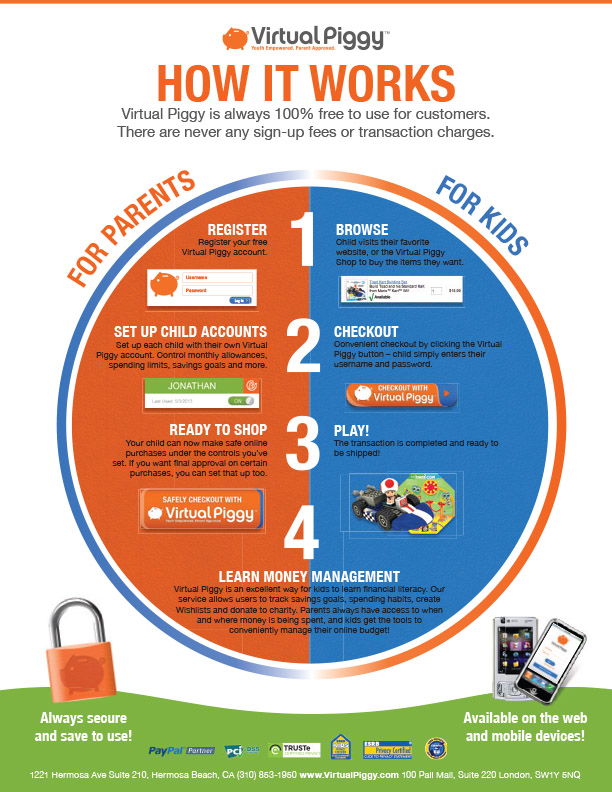 Virtual Piggy™
Youth Empowered. Parent Approved.
HOW IT WORKS
Virtual Piggy is always 100% free to use for customers.
There are never any sign-up fees or transaction charges.
FOR PARENTS
FOR KIDS
1
REGISTER
Register your free
Virtual Piggy account.
Username
Password
Log In
BROWSE
Child visits their favorite
website, or the Virtual Piggy
Shop to buy the items they want.
Available
2
SET UP CHILD ACCOUNTS
Set up each child with their own Virtual
Piggy account. Control monthly allowances,
spending limits, savings goals and more.
JONATHAN
ON
CHECKOUT
Convenient checkout by clicking the Virtual
Piggy button – child simply enters their
username and password.
CHECKOUT WITH
Virtual Piggy
3
READY TO SHOP
Your child can now make safe online
purchases under the controls you've
set. If you want final approval on certain
purchases, you can set that up too.
SAFELY CHECKOUT WITH
Virtual Piggy™
Youth Empowered. Parent Approved.
PLAY!
The transaction is completed and ready to
be shipped!
4
LEARN MONEY MANAGEMENT
Virtual Piggy is an excellent way for kids to learn financial literacy. Our
service allows users to track savings goals, spending habits, create
Wishlists and donate to charity. Parents always have access to when
and where money is being spent, and kids get the tools to
conveniently manage their online budget!
Always secure
and save to use!
Available on the web
and mobile devices!
PayPal Partner
PCI DSS
TRUSTe
ESRB
Privacy Certified
1221 Hermosa Ave Suite 210, Hermosa Beach, CA (310) 853-1950 www.VirtualPiggy.com 100 Pall Mall, Suite 220 London, SW1Y 5NQ